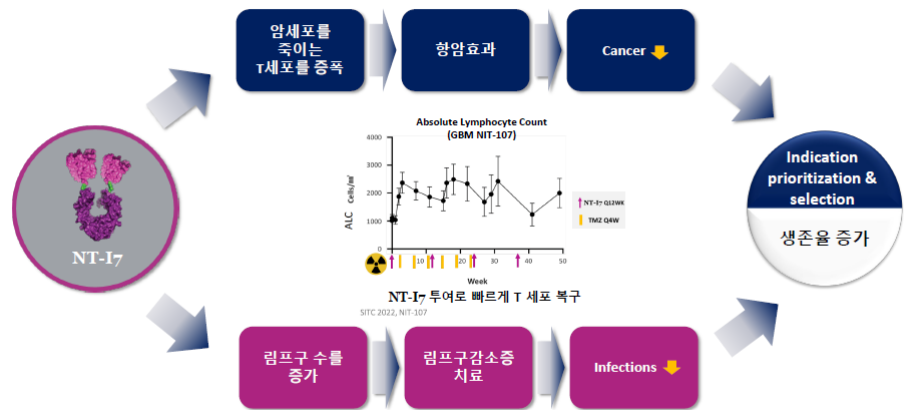 암세포를
죽이는
T세포를 증폭
항암효과
Cancer
Absolute Lymphocyte Count
(GBM NIT-107)
4000
3000
2000
1000
0
ALC Cells/㎕
10
20
30
40
50
Week
NT-I7 Q12WK
TMZ Q4W
NT-I7 투여로 빠르게 T 세포 복구
SITC 2022, NIT-107
NT-I7
Indication
prioritization &
selection
생존율 증가
림프구 수를
증가
림프구감소증
치료
Infections